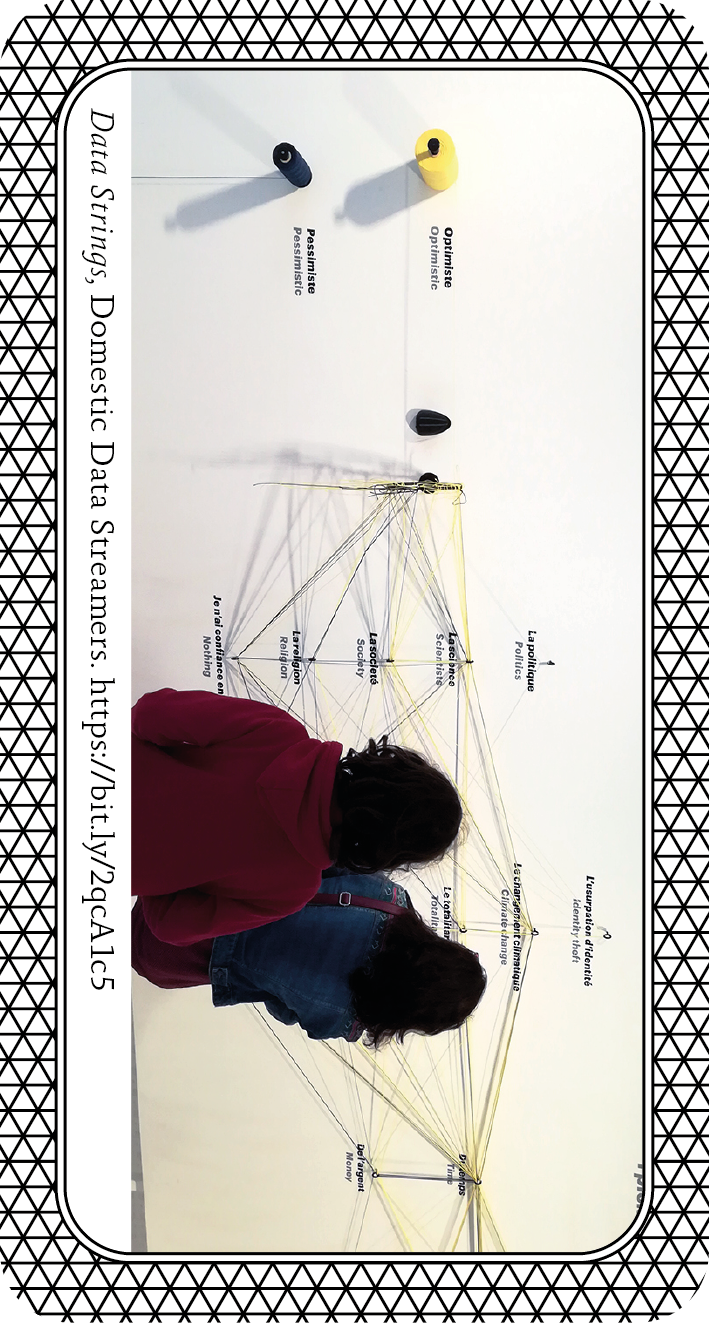 Optimiste
Optimistic
Pessimiste
Pessimistic
La politique
Politics
La science
Scientists
La société
Society
La religion
Religion
Je n'ai confiance en
Nothing
L'usurpation d'identité
Identity theft
Le changement climatique
Climate change
Le totalitar
Totalita
Du temps
Time
De l'argent
Money
Data Strings, Domestic Data Streamers. https://bit.ly/2qcA1c5